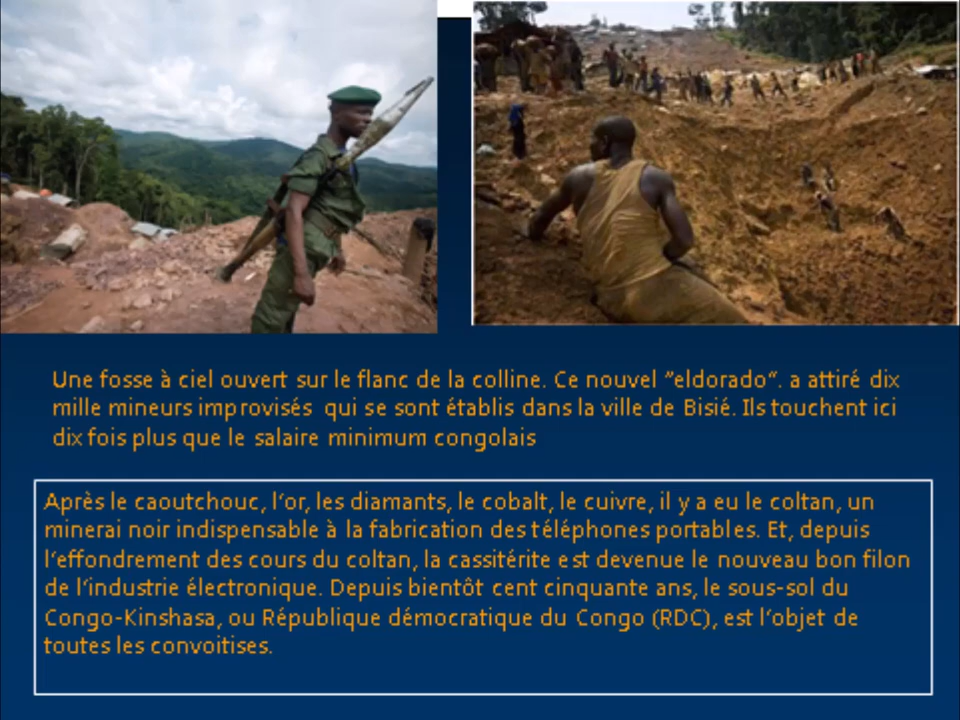 Une fosse à ciel ouvert sur le flanc de la colline. Ce nouvel ”eldorado“. a attiré dix
mille mineurs improvisés qui se sont établis dans la ville de Bisié. Ils touchent ici
dix fois plus que le salaire minimum congolais
Après le caoutchouc, l’or, les diamants, le cobalt, le cuivre, il y a eu le coltan, un
minerai noir indispensable à la fabrication des téléphones portables. Et, depuis
l’effondrement des cours du coltan, la cassitérite est devenue le nouveau bon filon
de l’industrie électronique. Depuis bientôt cent cinquante ans, le sous-sol du
Congo-Kinshasa, ou République démocratique du Congo (RDC), est l’objet de
toutes les convoitises.